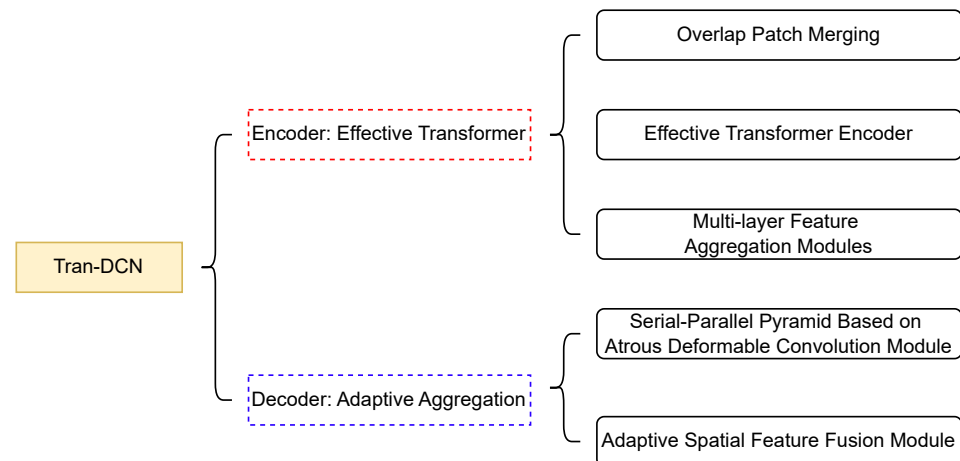 Tran-DCN
Encoder: Effective Transformer
Overlap Patch Merging
Effective Transformer Encoder
Multi-layer Feature
Aggregation Modules
Decoder: Adaptive Aggregation
Serial-Parallel Pyramid Based on
Atrous Deformable Convolution Module
Adaptive Spatial Feature Fusion Module